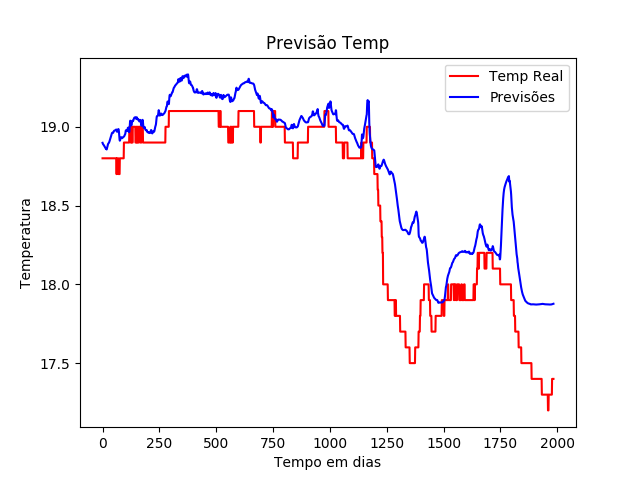 Previsão Temp
Temp Real
Previsões
Temperatura
19.0
18.5
18.0
17.5
0
250
500
750
1000
1250
1500
1750
2000
Tempo em dias